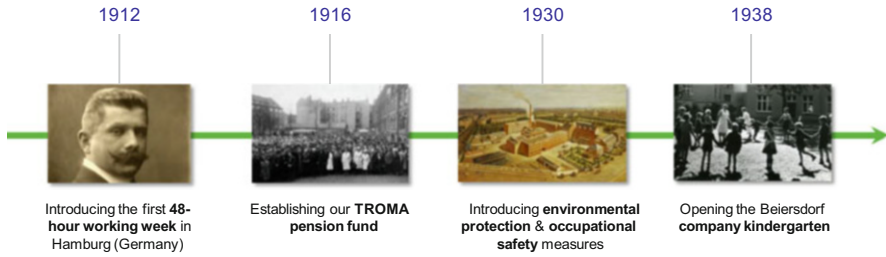 1912
1916
1930
1938
Introducing the first 48-
hour working week in
Hamburg (Germany)
Establishing our TROMA
pension fund
Introducing environmental
protection & occupational
safety measures
Opening the Beiersdorf
company kindergarten